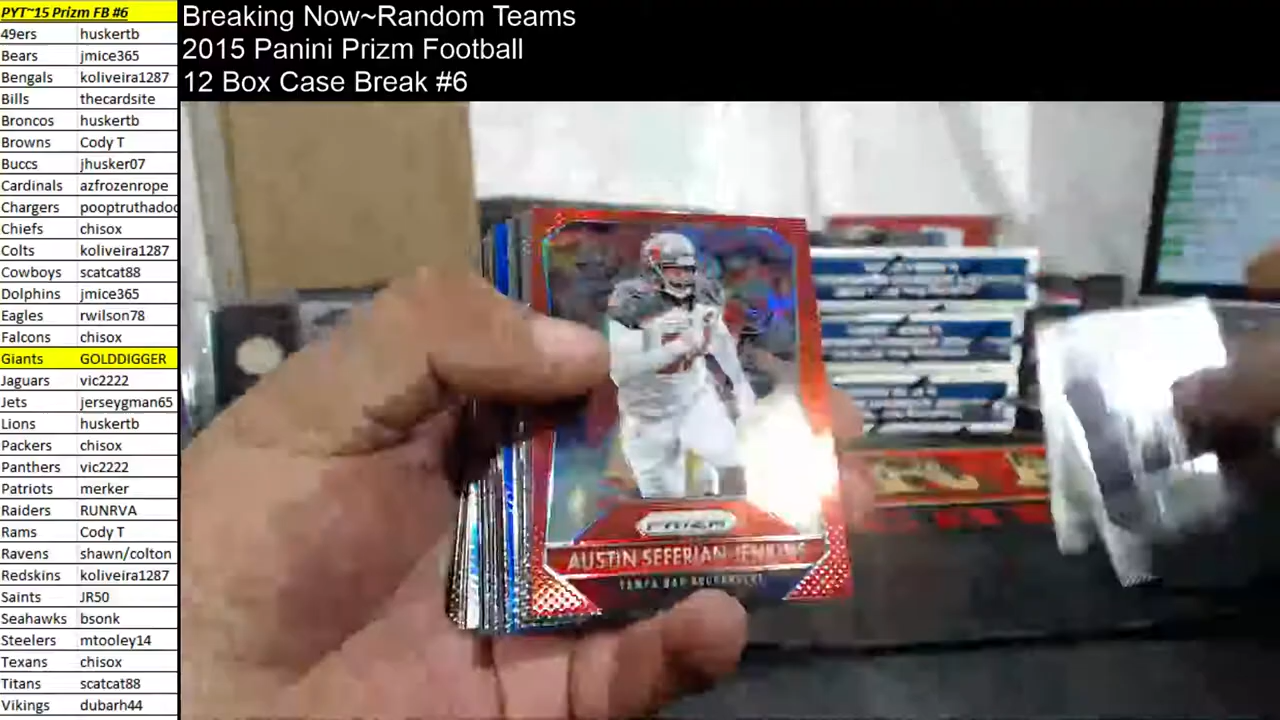 PYT~15 Prizm FB #6
49ers huskertb
Bears jmice365
Bengals koliveira1287
Bills thecardsite
Broncos huskertb
Browns Cody T
Buccs jhusker07
Cardinals azfrozenrope
Chargers pooptruthadoc
Chiefs chisox
Colts koliveira1287
Cowboys scatcat88
Dolphins jmice365
Eagles rwilson78
Falcons chisox
Giants GOLDDIGGER
Jaguars vic2222
Jets jerseygman65
Lions huskertb
Packers chisox
Panthers vic2222
Patriots merker
Raiders RUNRVA
Rams Cody T
Ravens shawn/colton
Redskins koliveira1287
Saints JR50
Seahawks bsonk
Steelers mtooley14
Texans chisox
Titans scatcat88
Vikings dubarh44
Breaking Now~Random Teams
2015 Panini Prizm Football
12 Box Case Break #6
PRIZM
AUSTIN SEFERIAN-JENKINS
TAMPA BAY BUCCANEERS